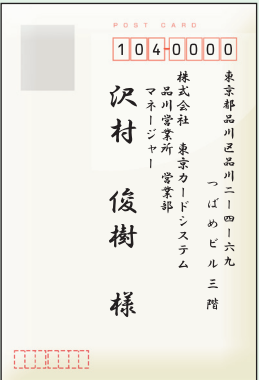 POST CARD
104-0000
東京都品川区品川二ー四ー六九
つばめビル三階
株式会社 東京カードシステム
品川営業所 営業部
マネージャー
沢村 俊樹 様